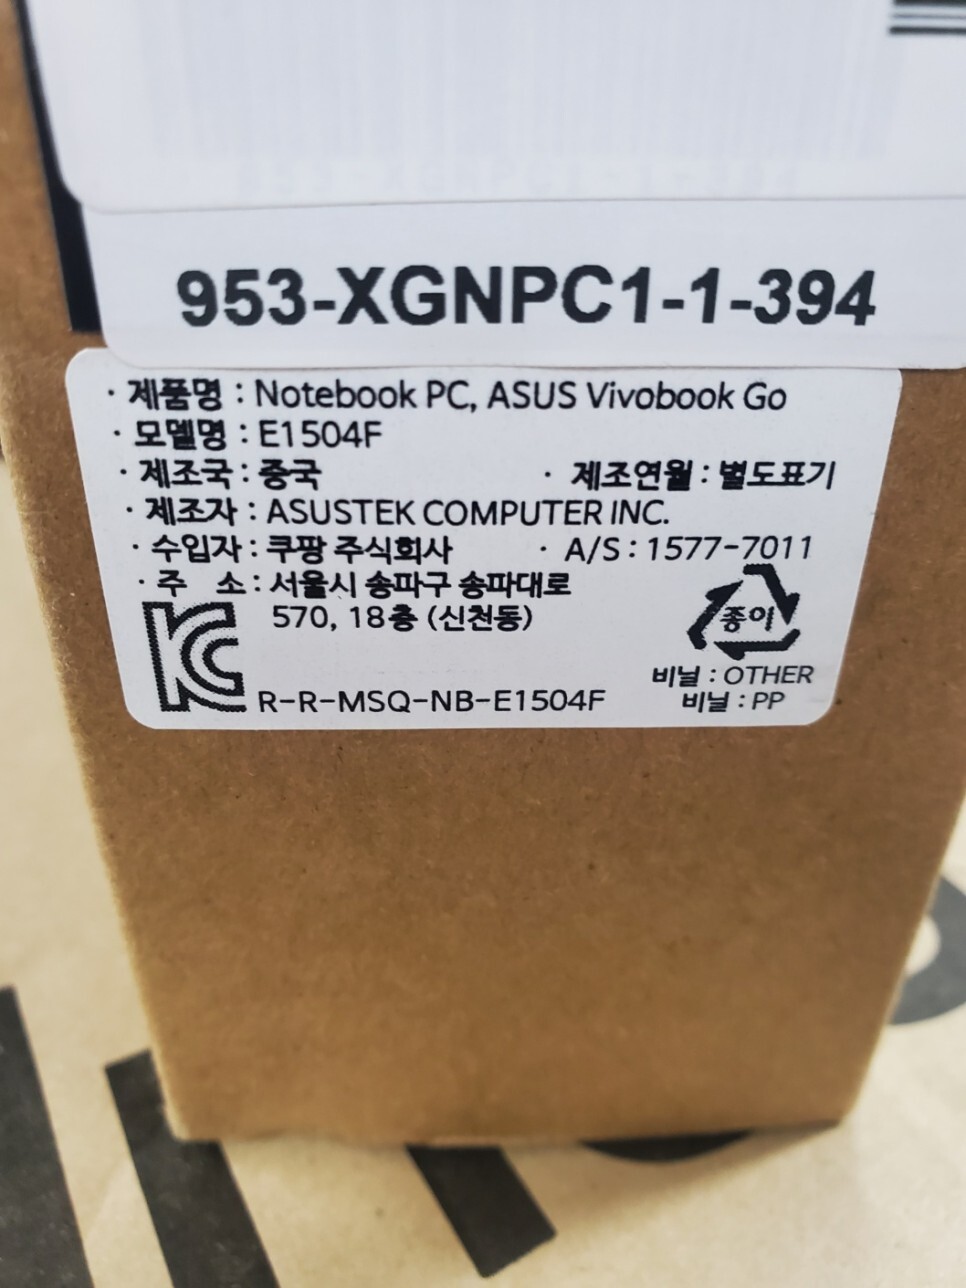 953-XGNPC1-1-394
· 제품명 : Notebook PC, ASUS Vivobook Go
· 모델명 : E1504F
· 제조국 : 중국 · 제조연월 : 별도표기
· 제조자 : ASUSTEK COMPUTER INC.
· 수입자 : 쿠팡 주식회사 · A/S : 1577-7011
· 주 소 : 서울시 송파구 송파대로
570, 18층 (신천동)
종이
비닐 : OTHER
비닐 : PP
R-R-MSQ-NB-E1504F